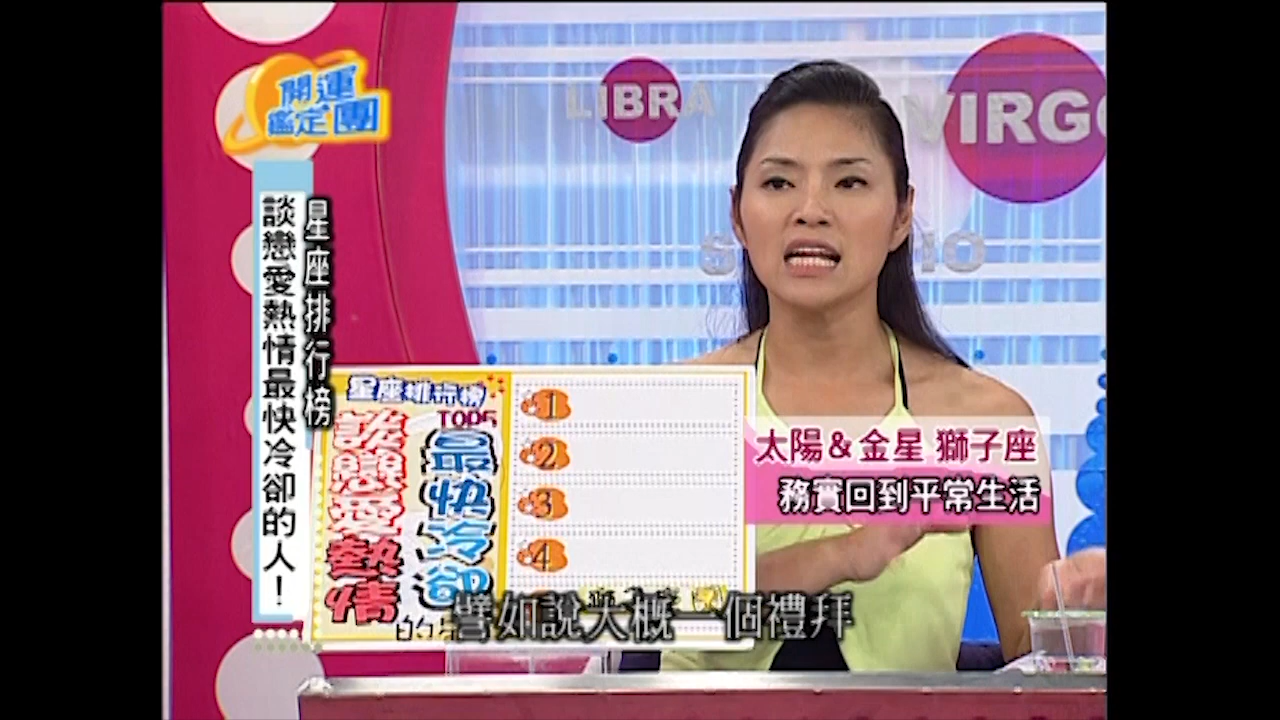 開運
鑑定團
星座排行榜
談戀愛熱情最快冷卻的人！
LIBRA
VIRGO
星座排行榜
TOP5
談戀愛熱情
最快冷卻
的
1
2
3
4
太陽&金星 獅子座
務實回到平常生活
譬如說大概一個禮拜